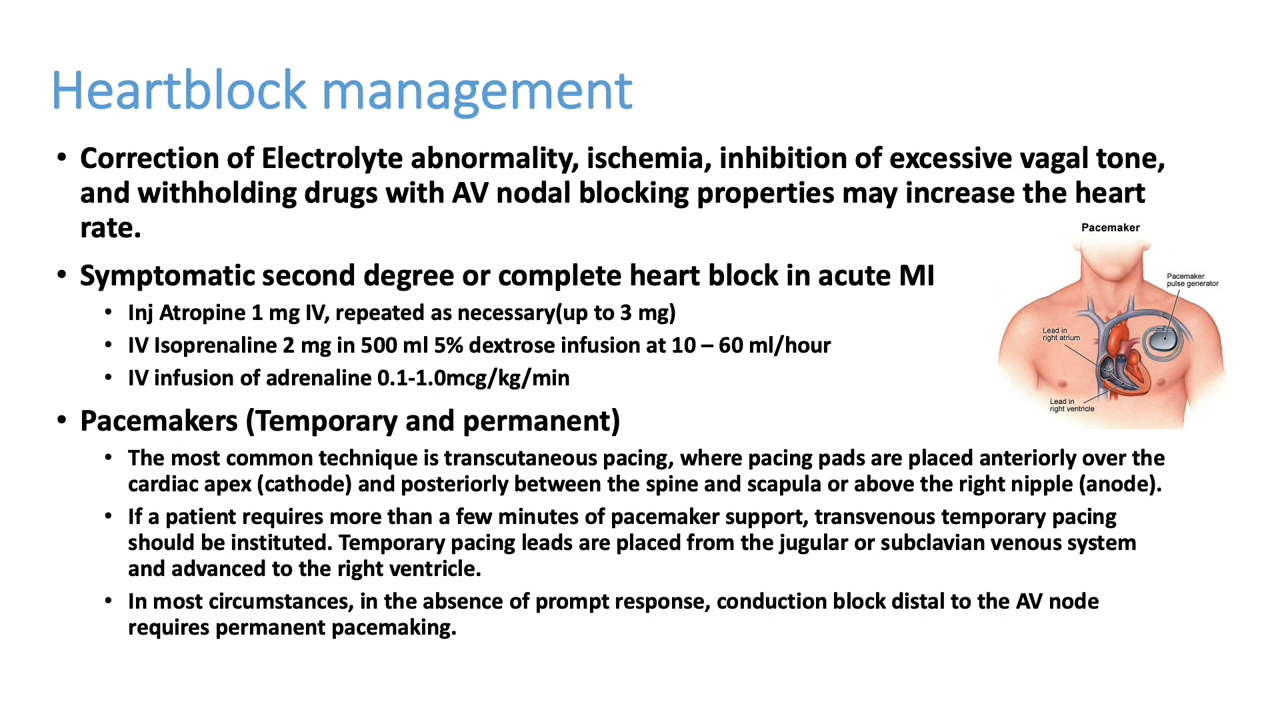 Heartblock management
• Correction of Electrolyte abnormality, ischemia, inhibition of excessive vagal tone,
and withholding drugs with AV nodal blocking properties may increase the heart
rate.
• Symptomatic second degree or complete heart block in acute MI
• Inj Atropine 1 mg IV, repeated as necessary(up to 3 mg)
• IV Isoprenaline 2 mg in 500 ml 5% dextrose infusion at 10 – 60 ml/hour
• IV infusion of adrenaline 0.1-1.0mcg/kg/min
• Pacemakers (Temporary and permanent)
• The most common technique is transcutaneous pacing, where pacing pads are placed anteriorly over the
cardiac apex (cathode) and posteriorly between the spine and scapula or above the right nipple (anode).
• If a patient requires more than a few minutes of pacemaker support, transvenous temporary pacing
should be instituted. Temporary pacing leads are placed from the jugular or subclavian venous system
and advanced to the right ventricle.
• In most circumstances, in the absence of prompt response, conduction block distal to the AV node
requires permanent pacemaking.
Pacemaker
Pacemaker
pulse generator
Lead in
right atrium
Lead in
right ventricle